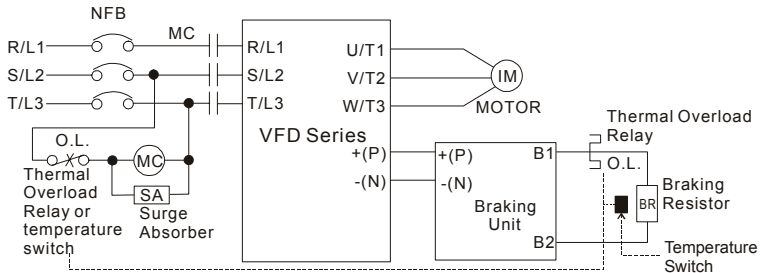 NFB
MC
R/L1
R/L1
U/T1
S/L2
S/L2
V/T2
IM
T/L3
T/L3
W/T3
MOTOR
VFD Series
O.L.
MC
SA
Thermal
Overload
Relay or
temperature
switch
Surge
Absorber
+(P)
-(N)
+(P)
-(N)
B1
B2
Braking
Unit
Thermal Overload
Relay
O.L.
BR
Braking
Resistor
Temperature
Switch